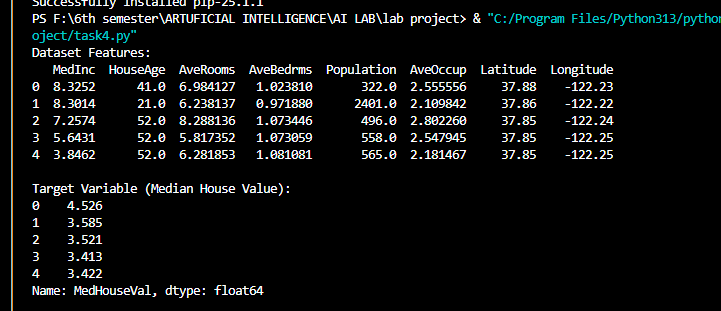 Successfully installed pip-25.1.1
PS F:\6th semester\ARTUFICIAL INTELLIGENCE\AI LAB\lab project> & "C:/Program Files/Python313/python
oject/task4.py"
Dataset Features:
   MedInc  HouseAge  AveRooms  AveBedrms  Population  AveOccup  Latitude  Longitude
0  8.3252      41.0  6.984127   1.023810       322.0  2.555556     37.88    -122.23
1  8.3014      21.0  6.238137   0.971880      2401.0  2.109842     37.86    -122.22
2  7.2574      52.0  8.288136   1.073446       496.0  2.802260     37.85    -122.24
3  5.6431      52.0  5.817352   1.073059       558.0  2.547945     37.85    -122.25
4  3.8462      52.0  6.281853   1.081081       565.0  2.181467     37.85    -122.25
Target Variable (Median House Value):
0    4.526
1    3.585
2    3.521
3    3.413
4    3.422
Name: MedHouseVal, dtype: float64